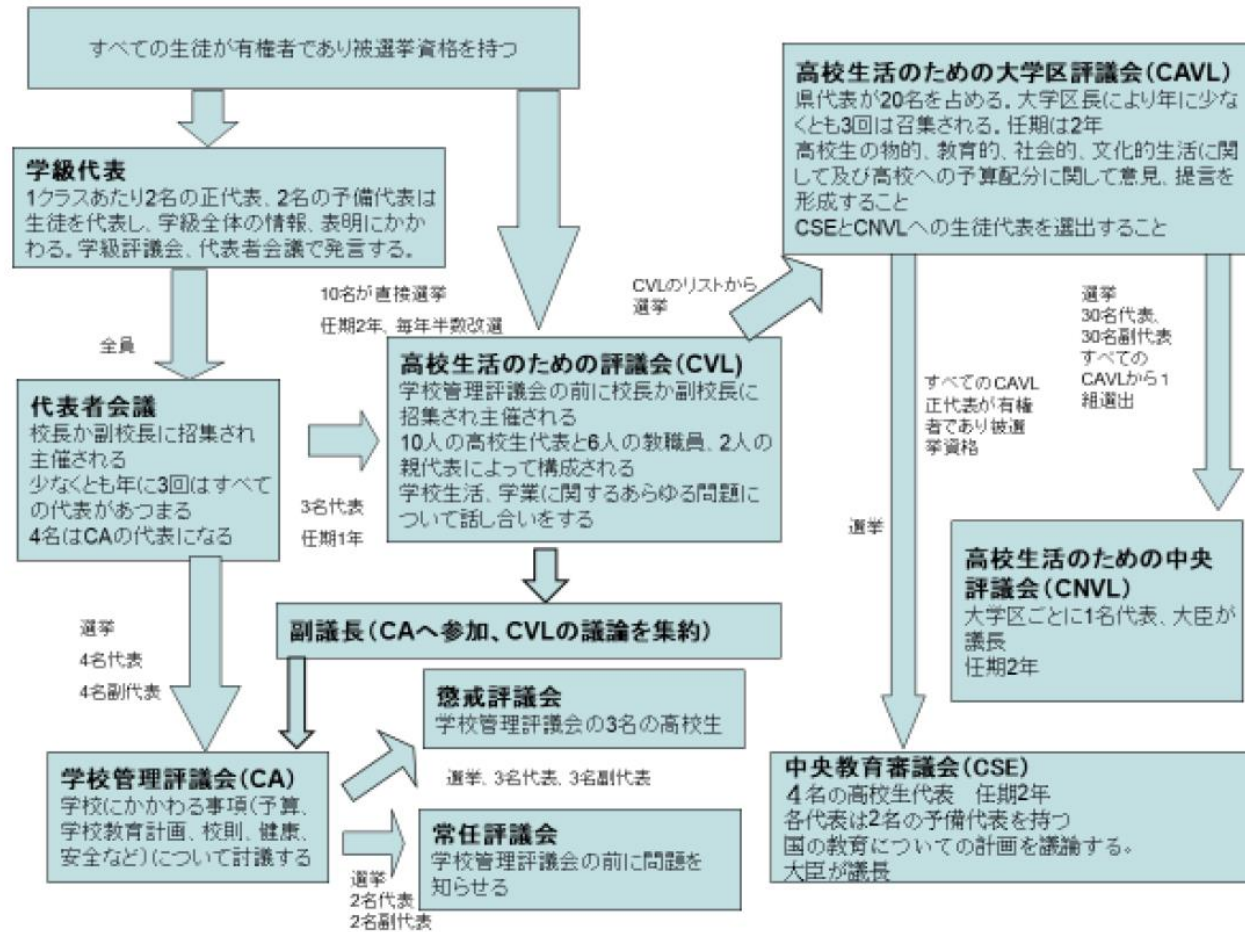 すべての生徒が有権者であり被選挙資格を持つ
学級代表
1クラスあたり2名の正代表、2名の予備代表は
生徒を代表し、学級全体の情報、表明にかか
わる。学級評議会、代表者会議で発言する。
全員
代表者会議
校長か副校長に招集され
主催される
少なくとも年に3回はすべて
の代表があつまる
4名はCAの代表になる
10名が直接選挙
任期2年、毎年半数改選
3名代表
任期1年
高校生活のための評議会(CVL)
学校管理評議会の前に校長か副校長に
招集され主催される
10人の高校生代表と6人の教職員、2人の
親代表によって構成される
学校生活、学業に関するあらゆる問題に
ついて話し合いをする
CVLのリストから
選挙
高校生活のための大学区評議会(CAVL)
県代表が20名を占める。大学区長により年に少な
くとも3回は召集される。任期は2年
高校生の物的、教育的、社会的、文化的生活に関
して及び高校への予算配分に関して意見、提言を
形成すること
CSEとCNVLへの生徒代表を選出すること
選挙
30名代表、
30名副代表
すべての
CAVLから1
組選出
すべてのCAVL
正代表が有権
者であり被選
挙資格
選挙
高校生活のための中央
評議会(CNVL)
大学区ごとに1名代表、大臣が
議長
任期2年
副議長(CAへ参加、CVLの議論を集約)
選挙
4名代表
4名副代表
懲戒評議会
学校管理評議会の3名の高校生
選挙、3名代表、3名副代表
学校管理評議会(CA)
学校にかかわる事項(予算、
学校教育計画、校則、健康、
安全など)について討議する
選挙
2名代表
2名副代表
常任評議会
学校管理評議会の前に問題を
知らせる
中央教育審議会(CSE)
4名の高校生代表 任期2年
各代表は2名の予備代表を持つ
国の教育についての計画を議論する。
大臣が議長